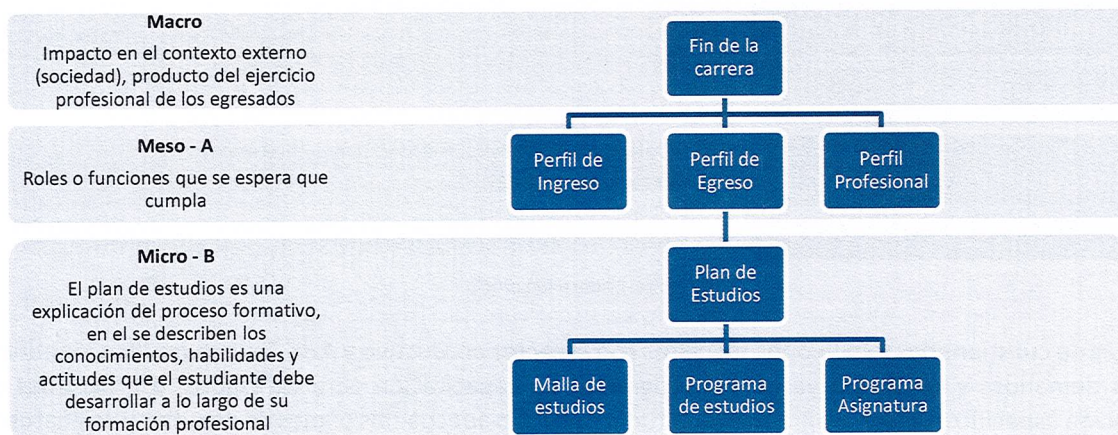 Macro
Impacto en el contexto externo
(sociedad), producto del ejercicio
profesional de los egresados
Fin de la
carrera
Meso - A
Roles o funciones que se espera que
cumpla
Perfil de
Ingreso
Perfil de
Egreso
Perfil
Profesional
Micro - B
El plan de estudios es una
explicación del proceso formativo,
en el se describen los
conocimientos, habilidades y
actitudes que el estudiante debe
desarrollar a lo largo de su
formación profesional
Plan de
Estudios
Malla de
estudios
Programa
de estudios
Programa
Asignatura